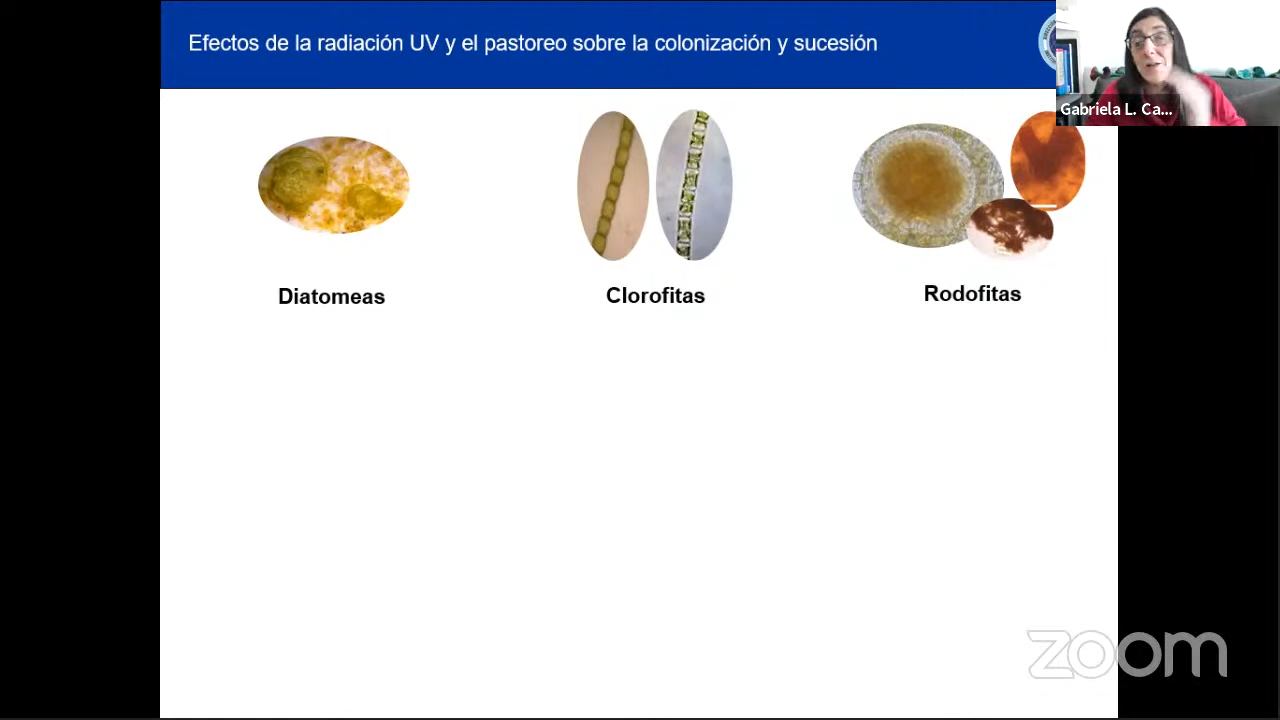 Efectos de la radiación UV y el pastoreo sobre la colonización y sucesión
Gabriela L. Ca...
Diatomeas
Clorofitas
Rodofitas
zoom